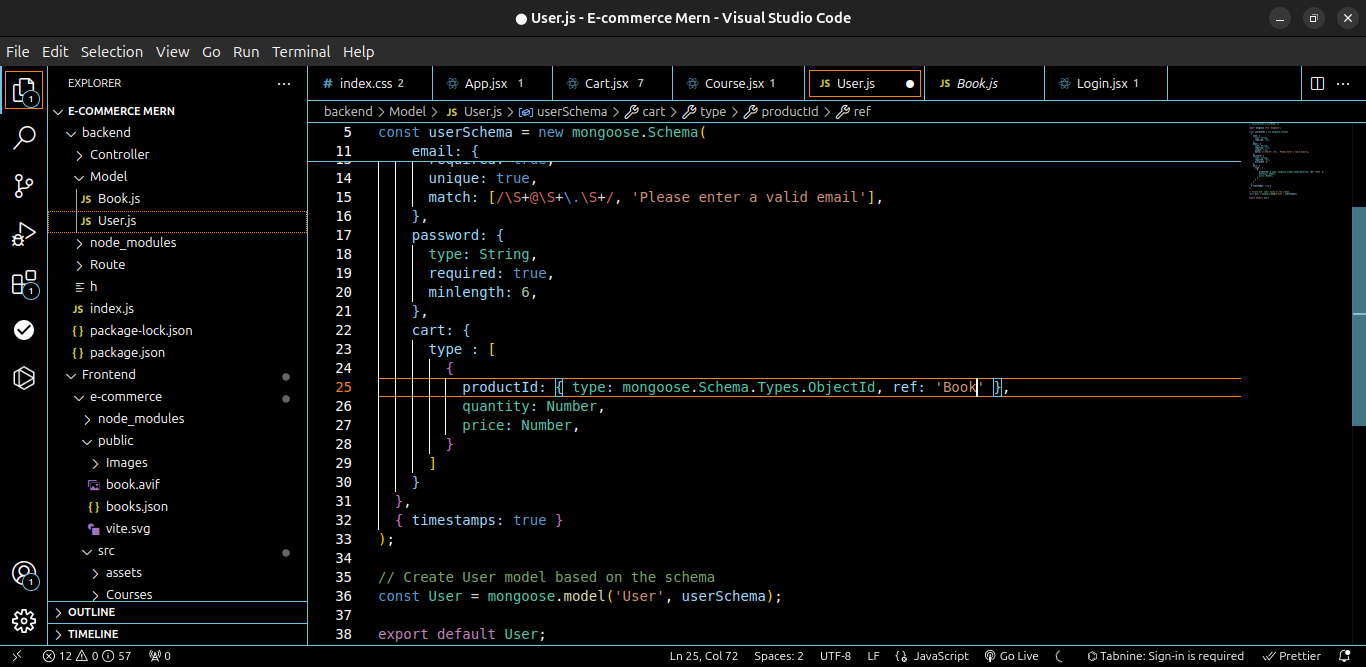 User.js - E-commerce Mern - Visual Studio Code
File Edit Selection View Go Run Terminal Help
EXPLORER
# index.css 2 App.jsx 1 Cart.jsx 7 Course.jsx 1 JS User.js JS Book.js Login.jsx 1
backend > Model > JS User.js > userSchema > cart > type > productId > ref
E-COMMERCE MERN
backend
Controller
Model
JS Book.js
JS User.js
node_modules
Route
h
JS index.js
{} package-lock.json
{} package.json
Frontend
e-commerce
node_modules
public
Images
book.avif
{} books.json
vite.svg
src
assets
Courses
OUTLINE
TIMELINE
1
1
1
5 const userSchema = new mongoose.Schema(
11 email: {
13 required: true,
14 unique: true,
15 match: [/\S+@\S+\.\S+/, 'Please enter a valid email'],
16 },
17 password: {
18 type: String,
19 required: true,
20 minlength: 6,
21 },
22 cart: {
23 type : [
24 {
25 productId: { type: mongoose.Schema.Types.ObjectId, ref: 'Book' },
26 quantity: Number,
27 price: Number,
28 }
29 ]
30 }
31 },
32 { timestamps: true }
33 );
34
35 // Create User model based on the schema
36 const User = mongoose.model('User', userSchema);
37
38 export default User;
12 0 57 0 Ln 25, Col 72 Spaces: 2 UTF-8 LF {} JavaScript Go Live Tabnine: Sign-in is required Prettier